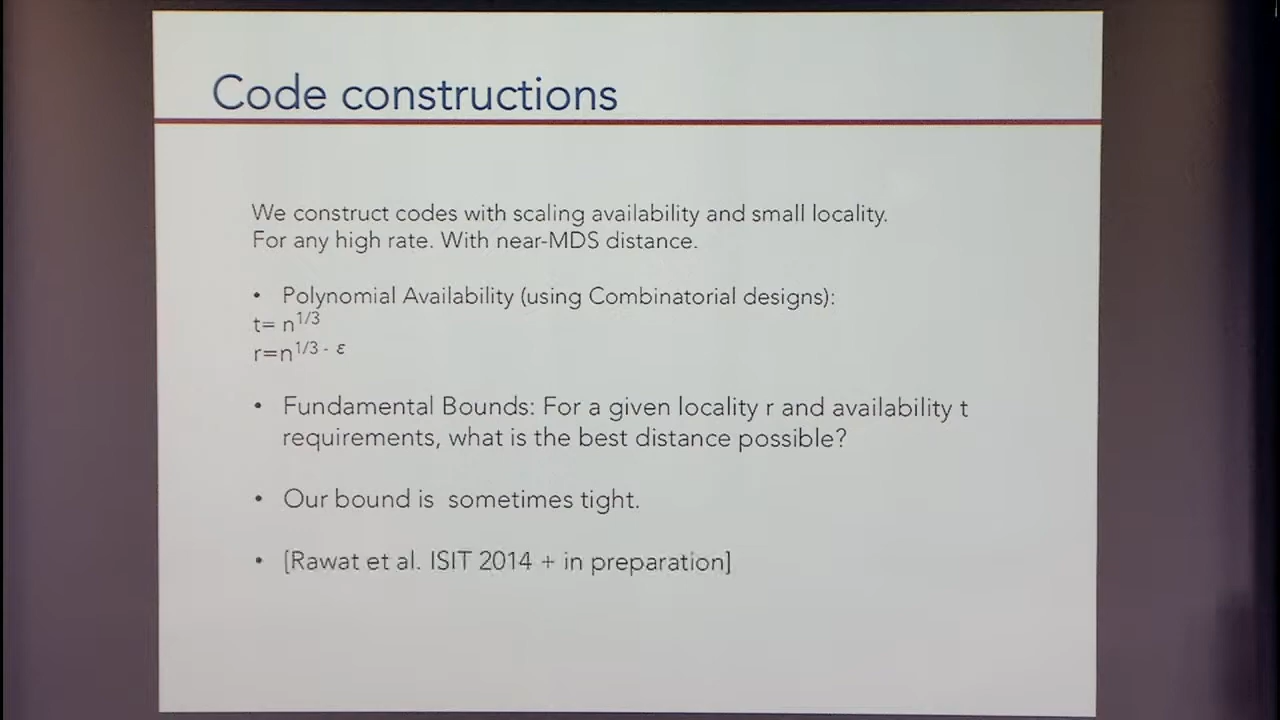 Code constructions
We construct codes with scaling availability and small locality.
For any high rate. With near-MDS distance.
• Polynomial Availability (using Combinatorial designs):
t= n^1/3
r=n^1/3 - ε
• Fundamental Bounds: For a given locality r and availability t
requirements, what is the best distance possible?
• Our bound is sometimes tight.
• [Rawat et al. ISIT 2014 + in preparation]